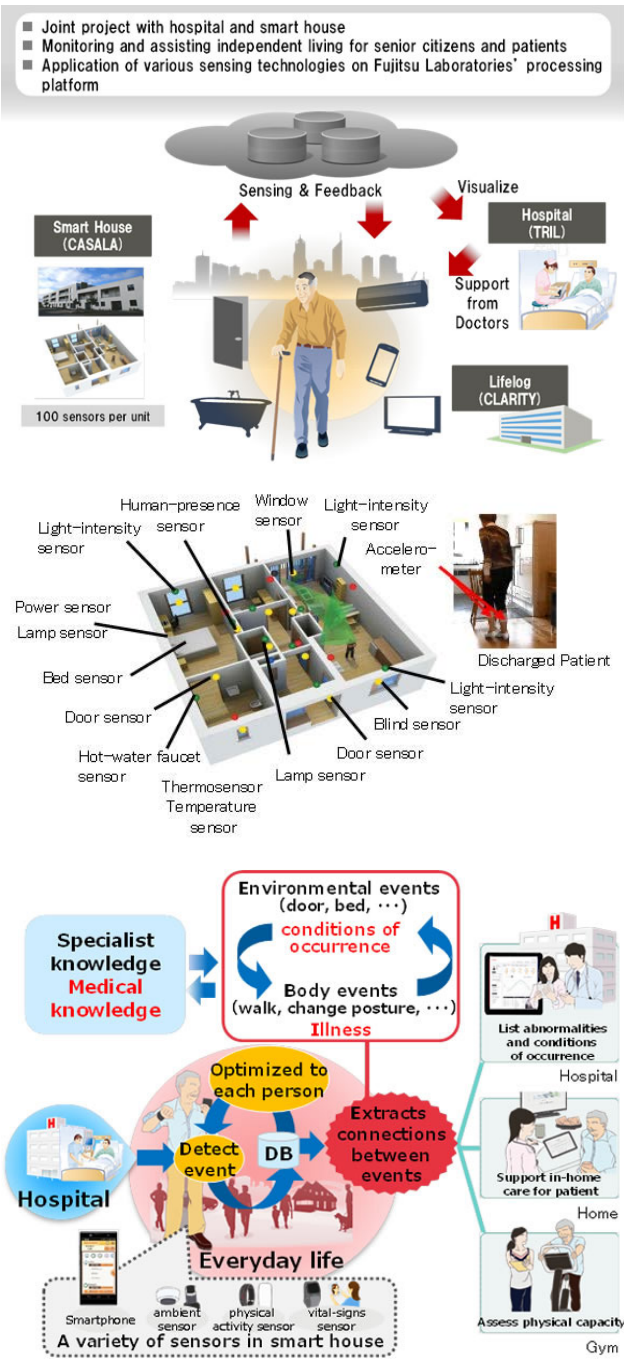 ■ Joint project with hospital and smart house
■ Monitoring and assisting independent living for senior citizens and patients
■ Application of various sensing technologies on Fujitsu Laboratories' processing
platform
Sensing & Feedback
Visualize
Smart House
(CASALA)
Hospital
(TRIL)
Support
from
Doctors
Lifelog
(CLARITY)
100 sensors per unit
Human-presence
sensor
Window
sensor
Light-intensity
sensor
Light-intensity
sensor
Accelero-
meter
Power sensor
Lamp sensor
Bed sensor
Discharged Patient
Door sensor
Light-intensity
sensor
Blind sensor
Hot-water faucet
sensor
Door sensor
Lamp sensor
Thermosensor
Temperature
sensor
Environmental events
(door, bed, ···)
conditions of
occurrence
Body events
(walk, change posture, ···)
Illness
Specialist
knowledge
Medical
knowledge
H
List abnormalities
and conditions
of occurrence
Hospital
Optimized to
each person
Detect
event
DB
Extracts
connections
between
events
H
Hospital
Support in-home
care for patient
Home
Everyday life
Smartphone
ambient
sensor
physical
activity sensor
vital-signs
sensor
A variety of sensors in smart house
Assess physical capacity
Gym